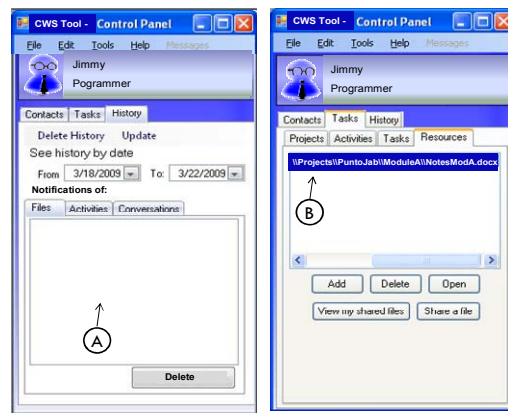 CWS Tool - Control Panel
File Edit Tools Help Messages
Jimmy
Pogrammer
Contacts Tasks History
Delete History Update
See history by date
From 3/18/2009 To: 3/22/2009
Notifications of:
Files Activities Conversations
A
Delete
CWS Tool - Control Panel
File Edit Tools Help Messages
Jimmy
Programmer
Contacts Tasks History
Projects Activities Tasks Resources
\\Projects\\PuntoJab\\ModuleA\\NotesModA.docx
B
Add Delete Open
View my shared files Share a file